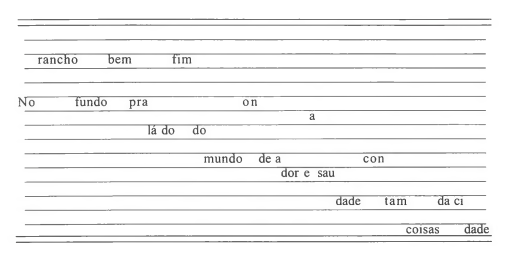 rancho bem fim
No fundo pra on
a
lá do do
mundo de a con
dor e sau
dade tam da ci
coisas dade